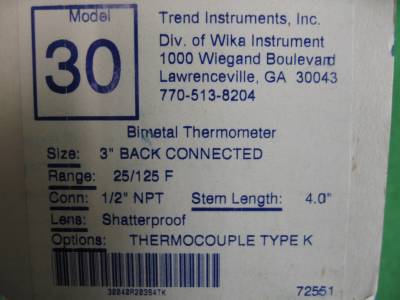 Model
30
Trend Instruments, Inc.
Div. of Wika Instrument
1000 Wiegand Boulevard
Lawrenceville, GA 30043
770-513-8204
Bimetal Thermometer
Size: 3" BACK CONNECTED
Range: 25/125 F
Conn: 1/2" NPT Stem Length: 4.0"
Lens: Shatterproof
Options: THERMOCOUPLE TYPE K
30040R203S4TK
72551